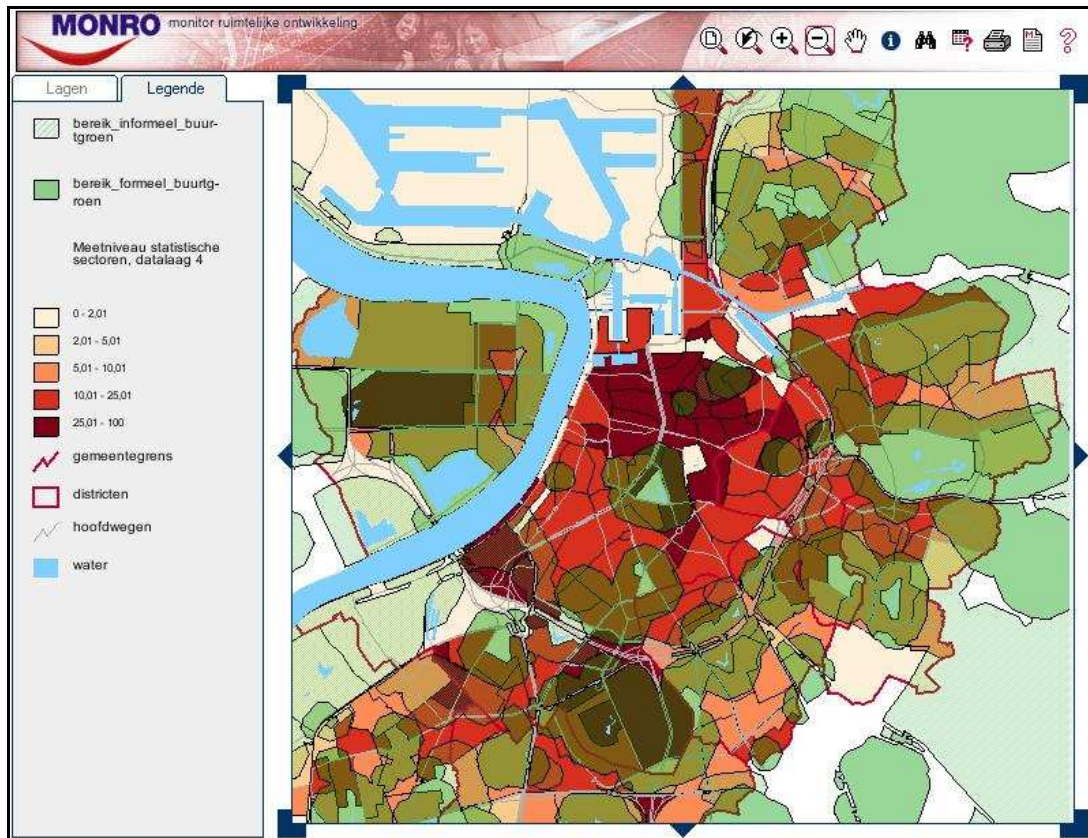 MONRO monitor ruimtelijke ontwikkeling
Lagen
Legende
bereik_informeel_buur-
tgroen
bereik_formeel_buurtg-
roen
Meetniveau statistische
sectoren, datalaag 4
0 - 2,01
2,01 - 5,01
5,01 - 10,01
10,01 - 25,01
25,01 - 100
gemeentegrens
districten
hoofdwegen
water